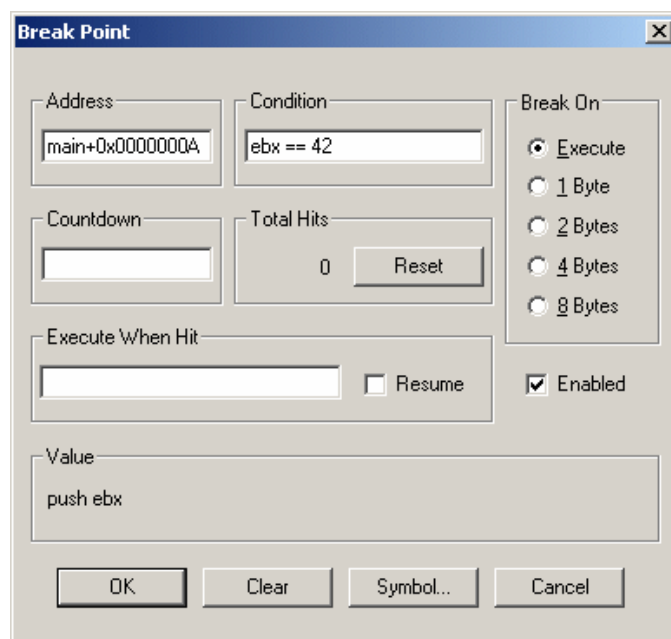 Break Point
Address
main+0x0000000A
Condition
ebx == 42
Break On
Execute
1 Byte
2 Bytes
4 Bytes
8 Bytes
Countdown
Total Hits
0 Reset
Execute When Hit
Resume
Enabled
Value
push ebx
OK Clear Symbol... Cancel